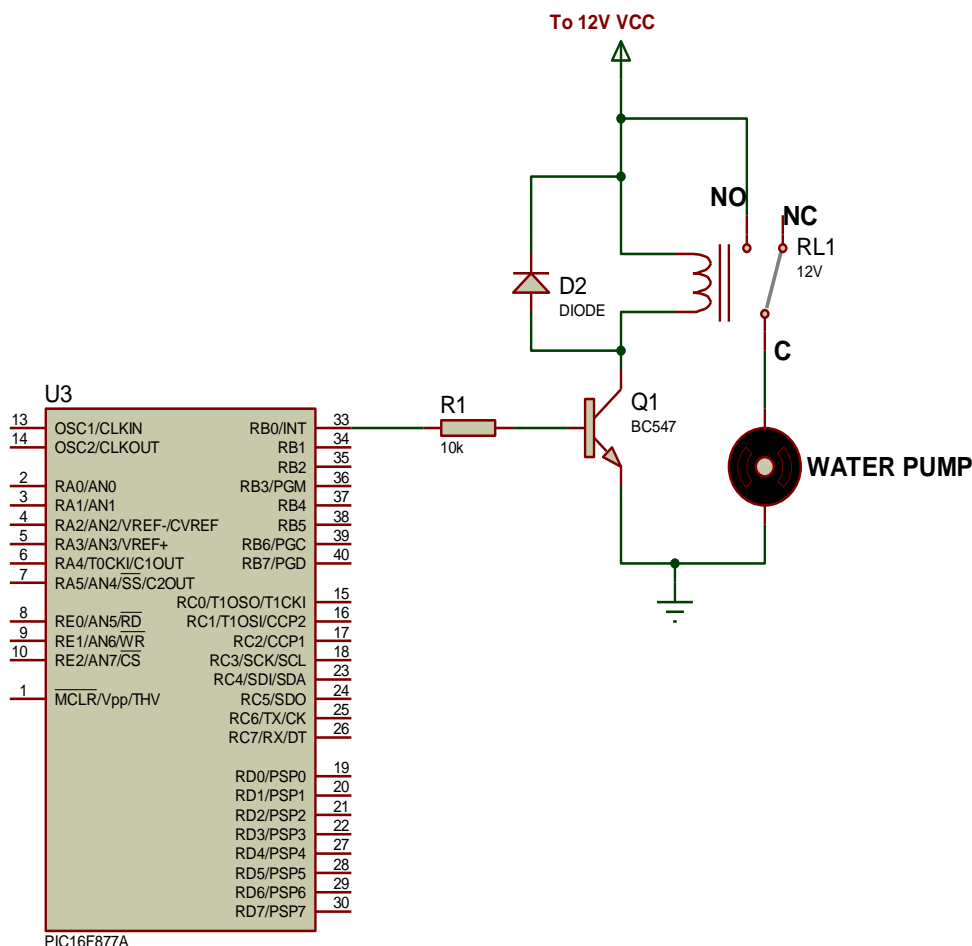 To 12V VCC
NO
NC
RL1
12V
D2
DIODE
C
U3
R1
10k
Q1
BC547
WATER PUMP
13 OSC1/CLKIN RB0/INT 33
14 OSC2/CLKOUT RB1 34
RB2 35
2 RA0/AN0 RB3/PGM 36
3 RA1/AN1 RB4 37
4 RA2/AN2/VREF-/CVREF RB5 38
5 RA3/AN3/VREF+ RB6/PGC 39
6 RA4/T0CKI/C1OUT RB7/PGD 40
7 RA5/AN4/SS/C2OUT
RC0/T1OSO/T1CKI 15
8 RE0/AN5/RD RC1/T1OSI/CCP2 16
9 RE1/AN6/WR RC2/CCP1 17
10 RE2/AN7/CS RC3/SCK/SCL 18
RC4/SDI/SDA 23
1 MCLR/Vpp/THV RC5/SDO 24
RC6/TX/CK 25
RC7/RX/DT 26
RD0/PSP0 19
RD1/PSP1 20
RD2/PSP2 21
RD3/PSP3 22
RD4/PSP4 27
RD5/PSP5 28
RD6/PSP6 29
RD7/PSP7 30
PIC16F877A